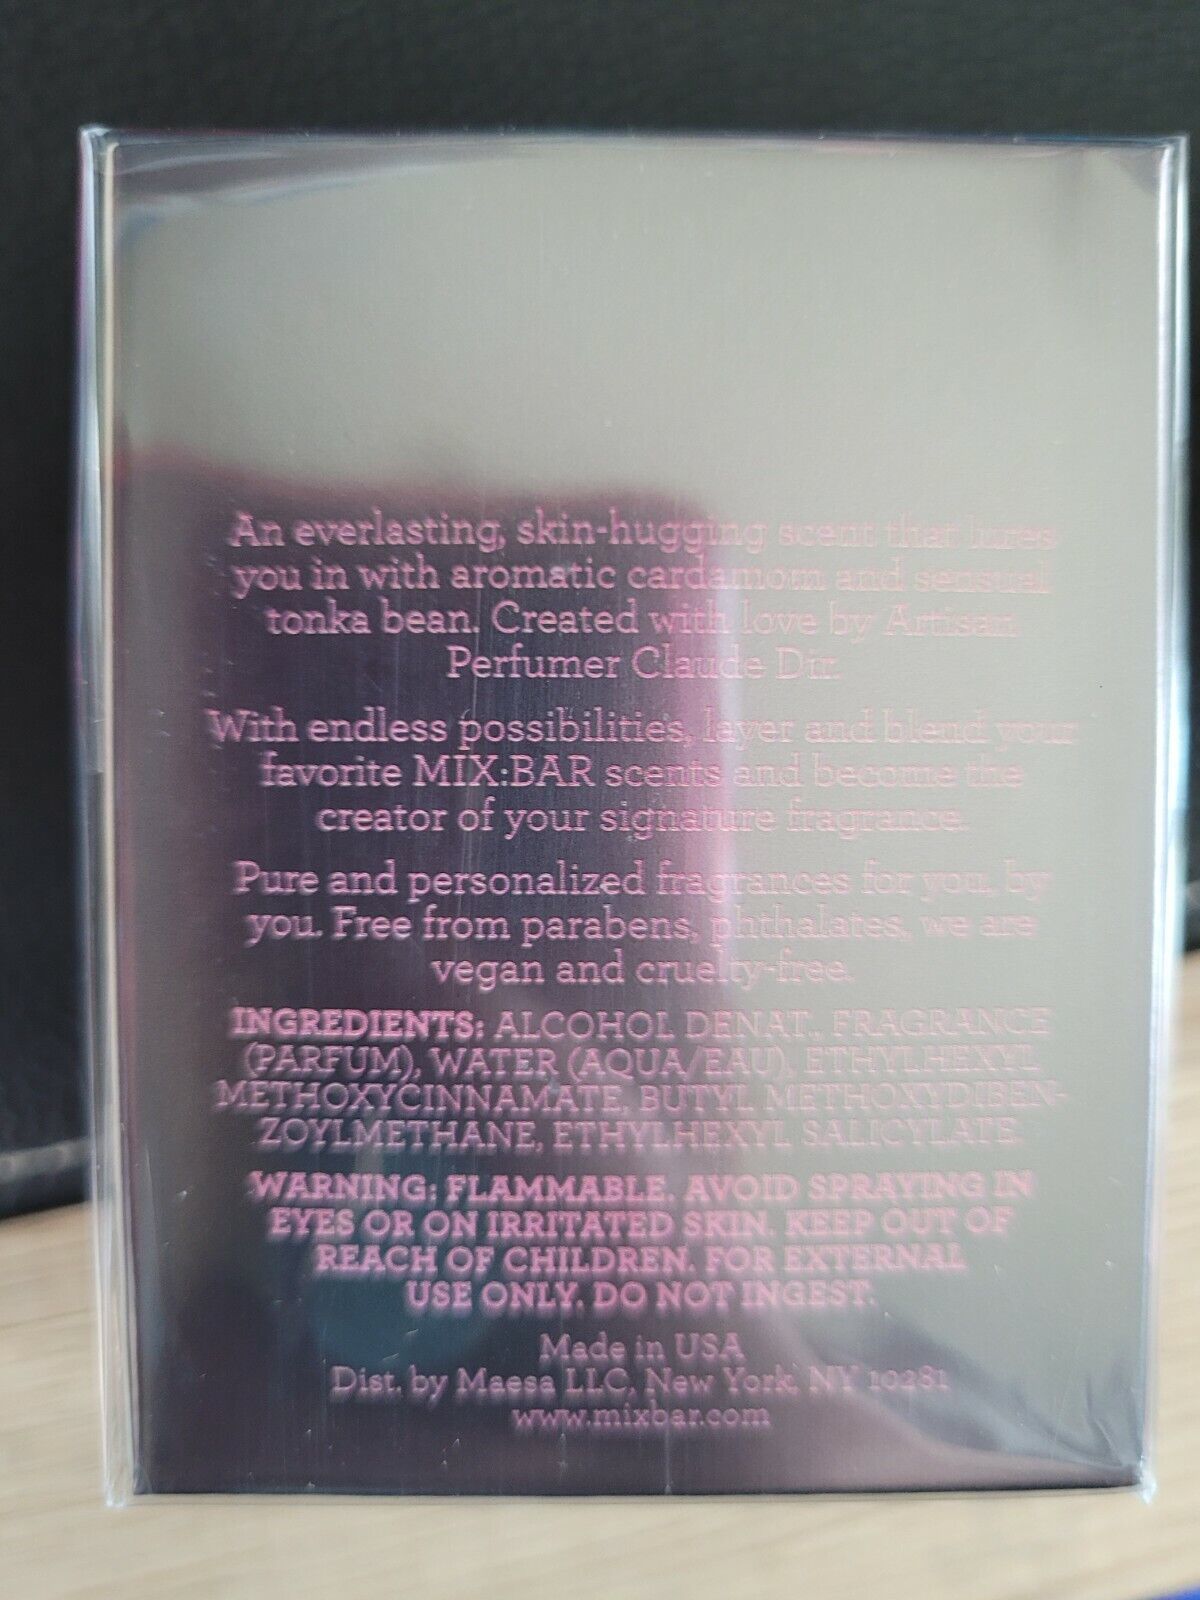 An everlasting, skin-hugging scent that lures
you in with aromatic cardamom and sensual
tonka bean. Created with love by Artisan
Perfumer Claude Dir.
With endless possibilities, layer and blend your
favorite MIX:BAR scents and become the
creator of your signature fragrance.
Pure and personalized fragrances for you, by
you. Free from parabens, phthalates, we are
vegan and cruelty-free.
INGREDIENTS: ALCOHOL DENAT., FRAGRANCE
(PARFUM), WATER (AQUA/EAU), ETHYLHEXYL
METHOXYCINNAMATE, BUTYL METHOXYDIBEN-
ZOYLMETHANE, ETHYLHEXYL SALICYLATE.
WARNING: FLAMMABLE. AVOID SPRAYING IN
EYES OR ON IRRITATED SKIN. KEEP OUT OF
REACH OF CHILDREN. FOR EXTERNAL
USE ONLY. DO NOT INGEST.
Made in USA
Dist. by Maesa LLC, New York, NY 10281
www.mixbar.com